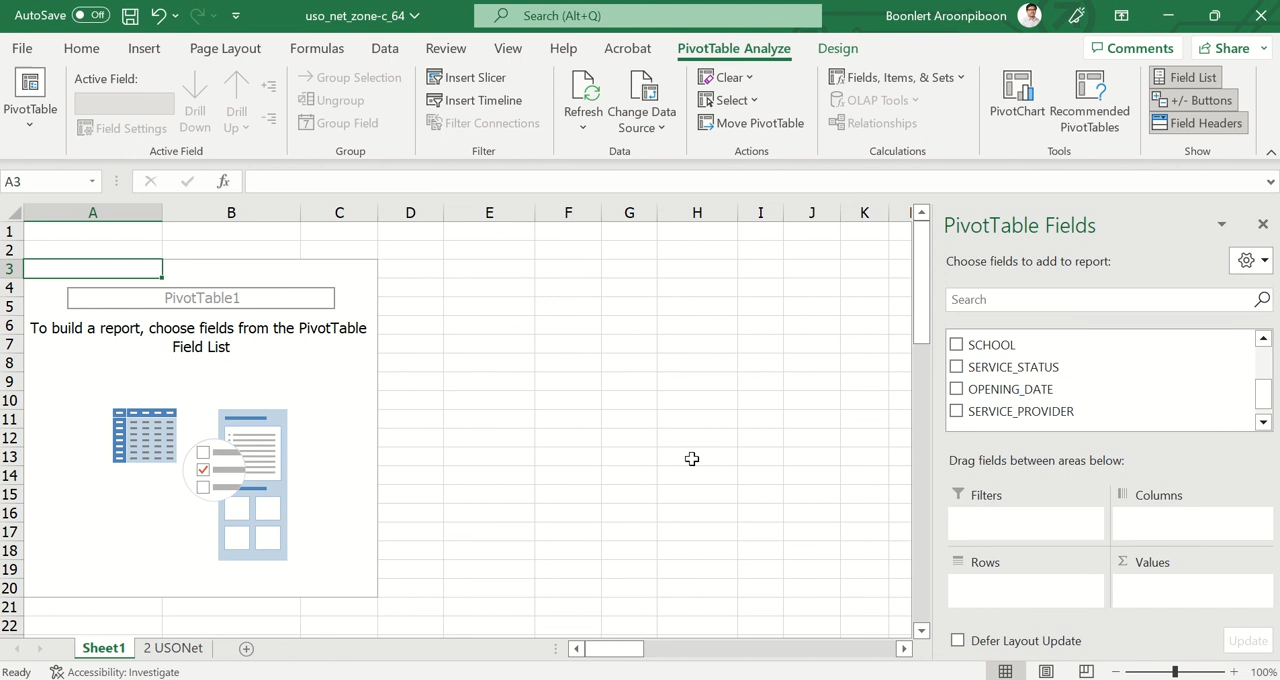 AutoSave Off uso_net_zone-c_64 Search (Alt+Q) Boonlert Aroonpiboon
File Home Insert Page Layout Formulas Data Review View Help Acrobat PivotTable Analyze Design Comments Share
PivotTable
Active Field:
Field Settings
Drill Down
Drill Up
Active Field
Group Selection
Ungroup
Group Field
Group
Insert Slicer
Insert Timeline
Filter Connections
Filter
Refresh
Change Data Source
Data
Clear
Select
Move PivotTable
Actions
Fields, Items, & Sets
OLAP Tools
Relationships
Calculations
PivotChart
Recommended PivotTables
Tools
Field List
+/- Buttons
Field Headers
Show
A3 fx
A B C D E F G H I J K
1
2
3
4
5
6
7
8
9
10
11
12
13
14
15
16
17
18
19
20
21
22
PivotTable1
To build a report, choose fields from the PivotTable
Field List
PivotTable Fields
Choose fields to add to report:
Search
SCHOOL
SERVICE_STATUS
OPENING_DATE
SERVICE_PROVIDER
Drag fields between areas below:
Filters
Columns
Rows
Σ Values
Defer Layout Update Update
Sheet1 2 USONet
Ready Accessibility: Investigate 100%